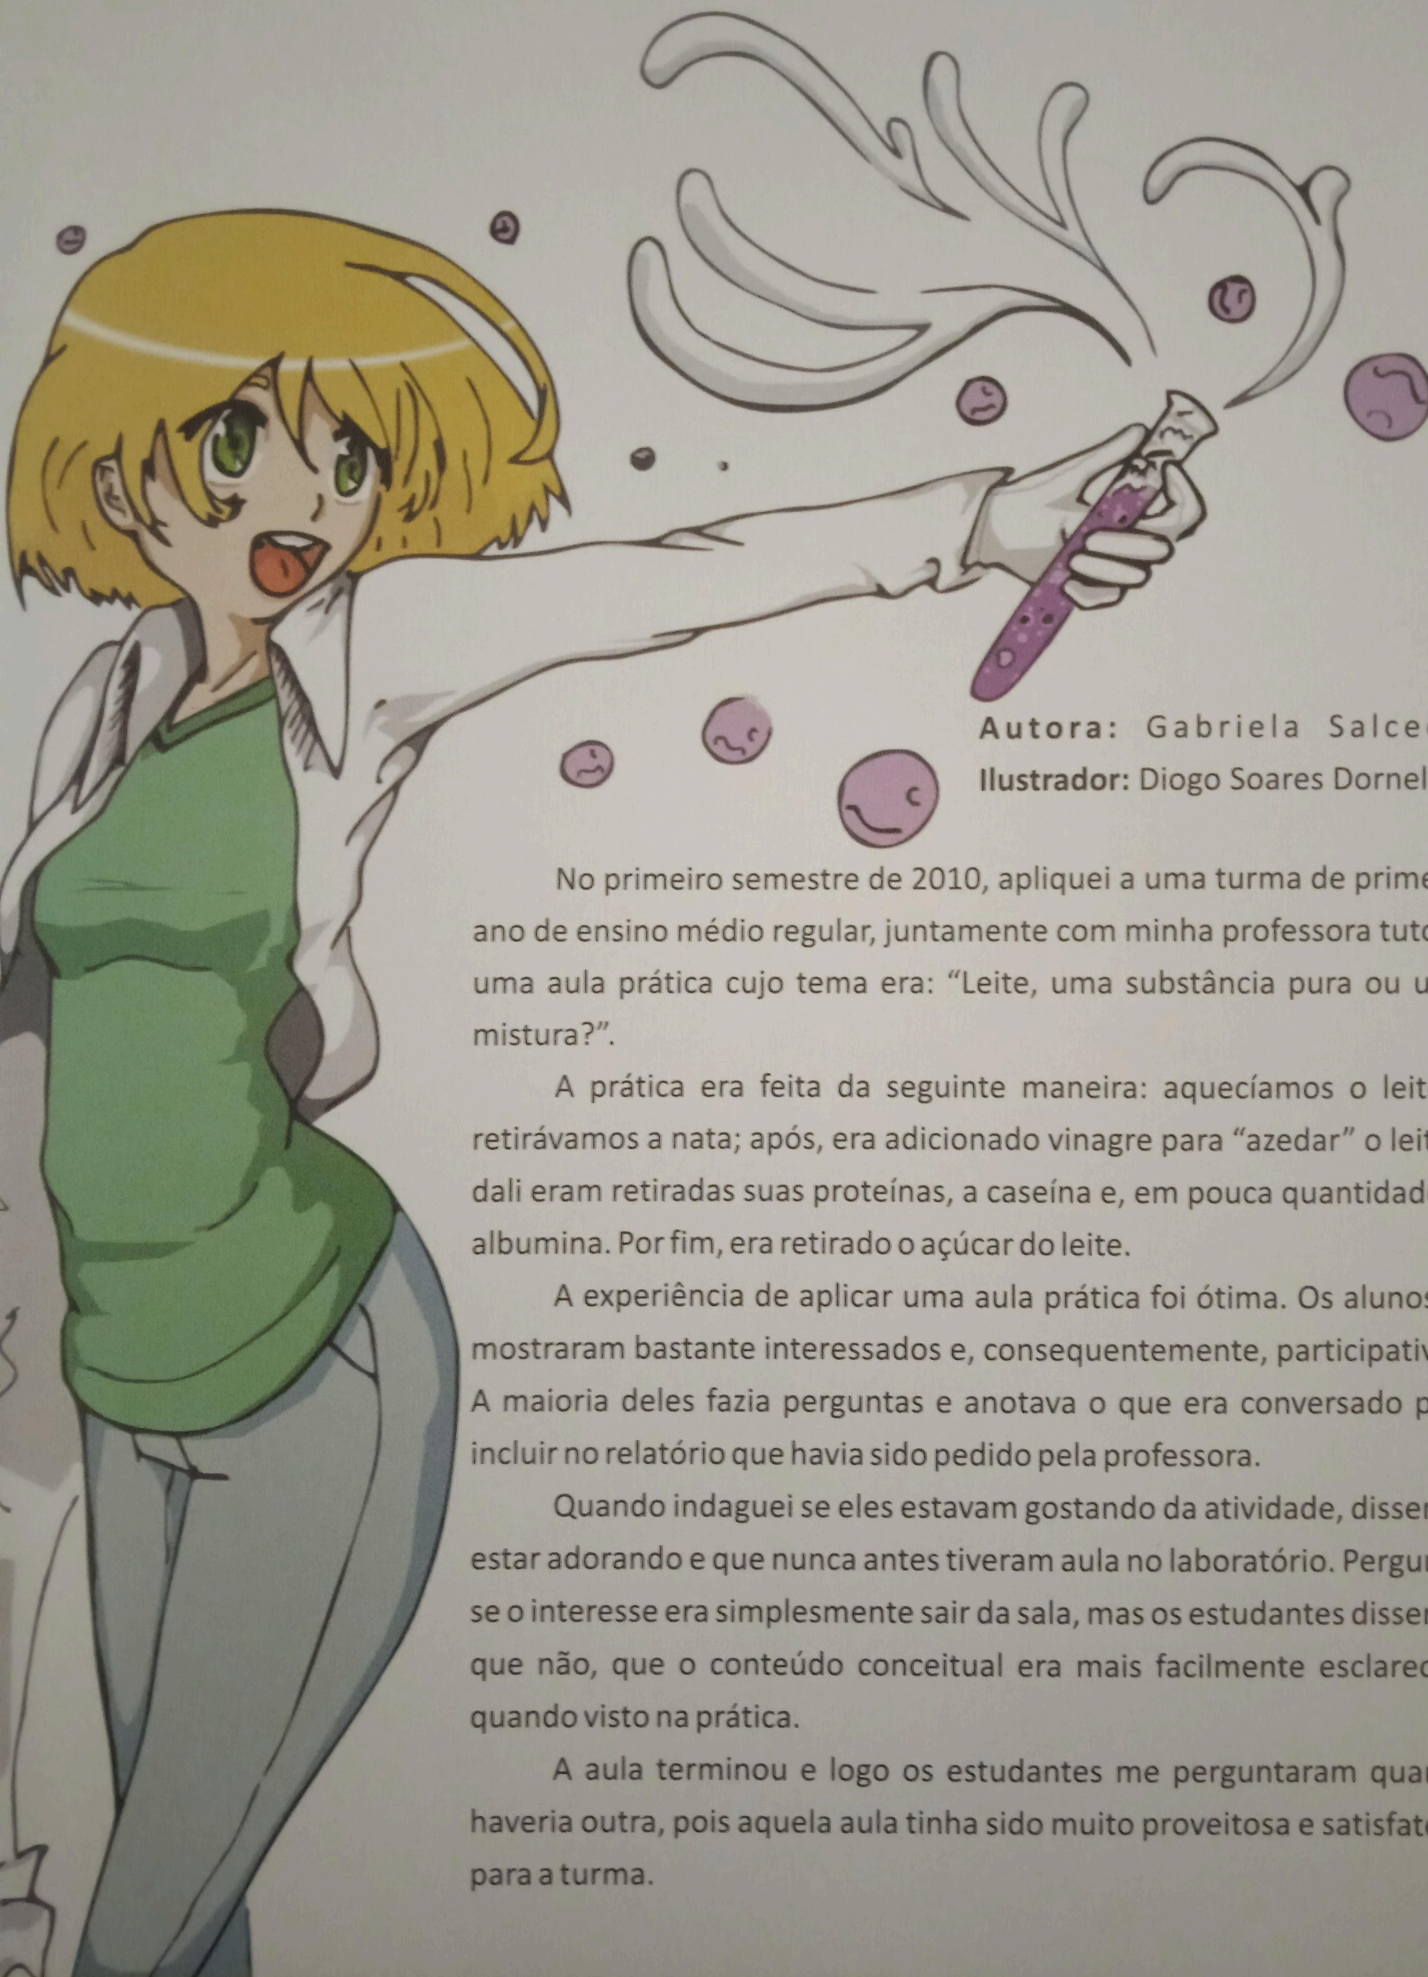 Autora: Gabriela
Ilustrador: Diogo Soares
No primeiro semestre de 2010, apliquei a uma turma de
ano de ensino médio regular, juntamente com minha professora
uma aula prática cujo tema era: “Leite, uma substância pura ou
mistura?”.
A prática era feita da seguinte maneira: aquecíamos o
retirávamos a nata; após, era adicionado vinagre para “azedar” o
dali eram retiradas suas proteínas, a caseína e, em pouca
albumina. Por fim, era retirado o açúcar do leite.
A experiência de aplicar uma aula prática foi ótima. Os
mostraram bastante interessados e, consequentemente,
A maioria deles fazia perguntas e anotava o que era conversado
incluir no relatório que havia sido pedido pela professora.
Quando indaguei se eles estavam gostando da atividade,
estar adorando e que nunca antes tiveram aula no laboratório.
se o interesse era simplesmente sair da sala, mas os estudantes
que não, que o conteúdo conceitual era mais facilmente
quando visto na prática.
A aula terminou e logo os estudantes me perguntaram
haveria outra, pois aquela aula tinha sido muito proveitosa e
para a turma.